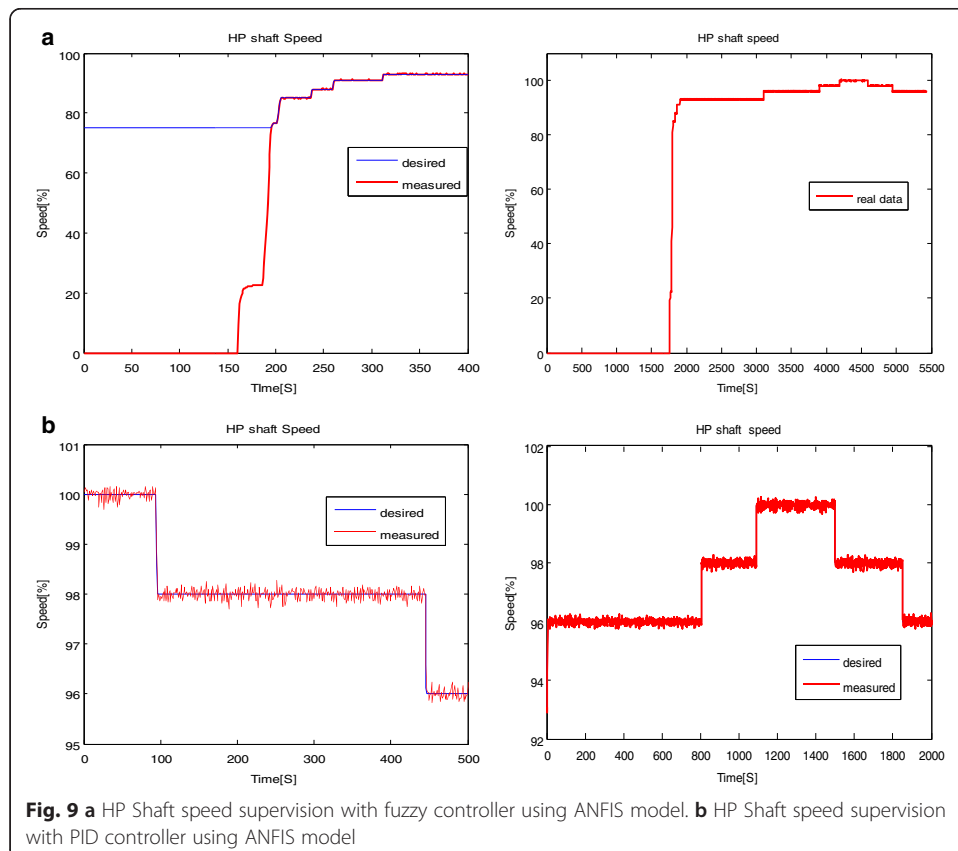 a
HP shaft Speed
100
80
60
40
20
0
Speed[%]
0 50 100 150 200 250 300 350 400
TIme[S]
desired
measured
HP shaft speed
100
80
60
40
20
0
Speed[%]
0 500 1000 1500 2000 2500 3000 3500 4000 4500 5000 5500
Time[S]
real data
b
HP shaft Speed
101
100
99
98
97
96
95
Speed[%]
0 100 200 300 400 500
Time[S]
desired
measured
HP shaft speed
102
100
98
96
94
92
Speed[%]
0 200 400 600 800 1000 1200 1400 1600 1800 2000
Time[S]
desired
measured
Fig. 9 a HP Shaft speed supervision with fuzzy controller using ANFIS model. b HP Shaft speed supervision
with PID controller using ANFIS model